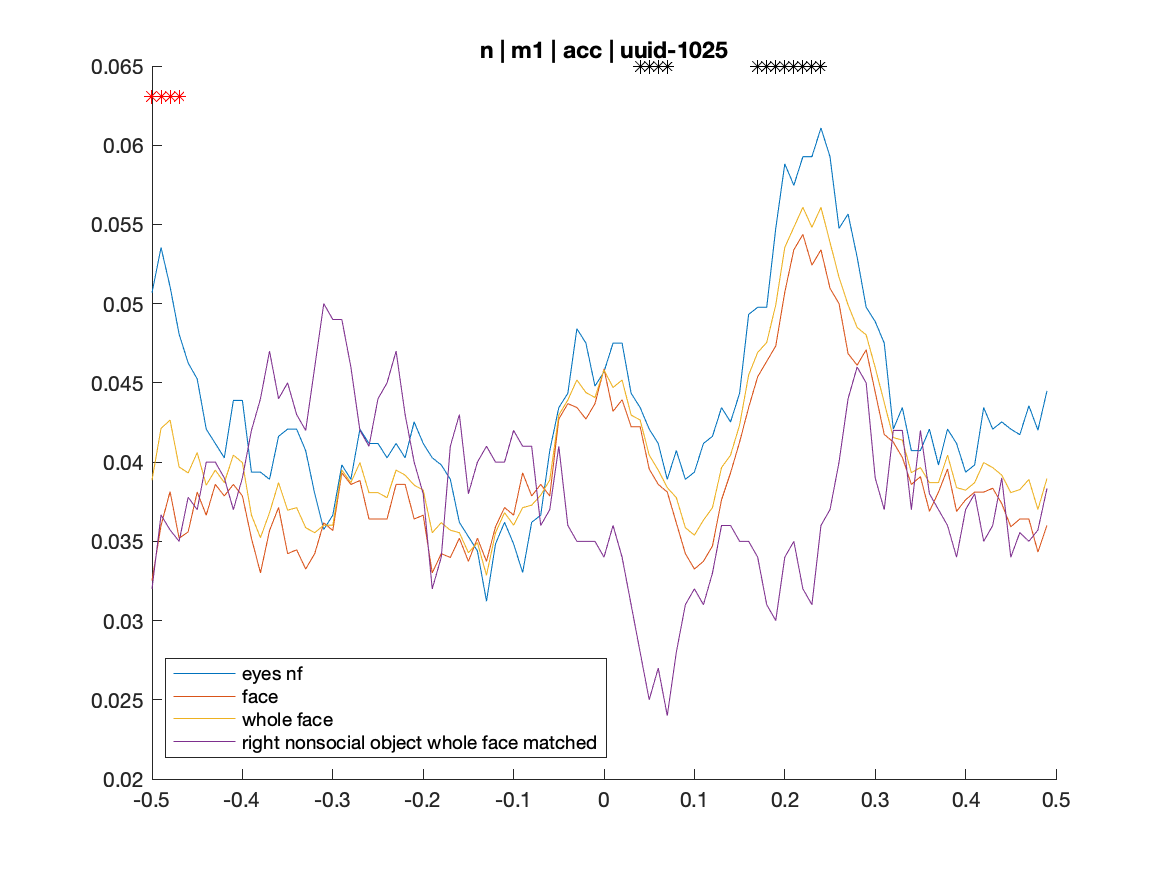 n | m1 | acc | uuid-1025
0.065
0.06
0.055
0.05
0.045
0.04
0.035
0.03
0.025
0.02
eyes nf
face
whole face
right nonsocial object whole face matched
-0.5 -0.4 -0.3 -0.2 -0.1 0 0.1 0.2 0.3 0.4 0.5